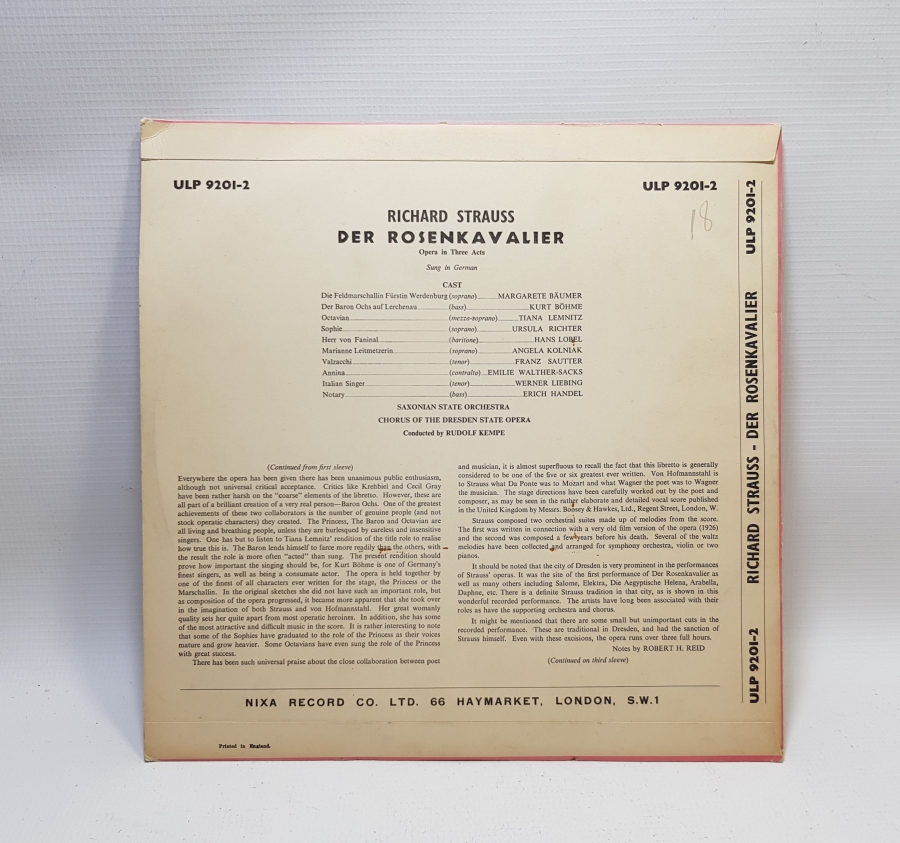 ULP 9201-2
ULP 9201-2
18
RICHARD STRAUSS
DER ROSENKAVALIER
Opera in Three Acts
Sung in German
CAST
Die Feldmarschallin Fürstin Werdenburg (soprano)........MARGARETE BÄUMER
Der Baron Ochs auf Lerchenau........(bass)........KURT BÖHME
Octavian........(mezzo-soprano)........TIANA LEMNITZ
Sophie........(soprano)........URSULA RICHTER
Herr von Faninal........(baritone)........HANS LOBEL
Marianne Leitmetzerin........(soprano)........ANGELA KOLNIAK
Valzacchi........(tenor)........FRANZ SAUTTER
Annina........(contralto)........EMILIE WALTHER-SACKS
Italian Singer........(tenor)........WERNER LIEBING
Notary........(bass)........ERICH HANDEL
SAXONIAN STATE ORCHESTRA
CHORUS OF THE DRESDEN STATE OPERA
Conducted by RUDOLF KEMPE
(Continued from first sleeve)
Everywhere the opera has been given there has been unanimous public enthusiasm,
although not universal critical acceptance. Critics like Krehbiel and Cecil Gray
have been rather harsh on the "coarse" elements of the libretto. However, these are
all part of a brilliant creation of a very real person—Baron Ochs. One of the greatest
achievements of these two collaborators is the number of genuine people (and not
stock operatic characters) they created. The Princess, The Baron and Octavian are
all living and breathing people, unless they are burlesqued by careless and insensitive
singers. One has but to listen to Tiana Lemnitz' rendition of the title role to realise
how true this is. The Baron lends himself to farce more readily than the others, with
the result the role is more often "acted" than sung. The present rendition should
prove how important the singing should be, for Kurt Böhme is one of Germany's
finest singers, as well as being a consumate actor. The opera is held together by
one of the finest of all characters ever written for the stage, the Princess or the
Marschallin. In the original sketches she did not have such an important role, but
as composition of the opera progressed, it became more apparent that she took over
in the imagination of both Strauss and von Hofmannsthal. Her great womanly
quality sets her quite apart from most operatic heroines. In addition, she has some
of the most attractive and difficult music in the score. It is rather interesting to note
that some of the Sophies have graduated to the role of the Princess as their voices
mature and grow heavier. Some Octavians have even sung the role of the Princess
with great success.
There has been such universal praise about the close collaboration between poet
and musician, it is almost superfluous to recall the fact that this libretto is generally
considered to be one of the five or six greatest ever written. Von Hofmannstahl is
to Strauss what Da Ponte was to Mozart and what Wagner the poet was to Wagner
the musician. The stage directions have been carefully worked out by the poet and
composer, as may be seen in the rather elaborate and detailed vocal score published
in the United Kingdom by Messrs. Boosey & Hawkes, Ltd., Regent Street, London, W.
Strauss composed two orchestral suites made up of melodies from the score.
The first was written in connection with a very old film version of the opera (1926)
and the second was composed a few years before his death. Several of the waltz
melodies have been collected and arranged for symphony orchestra, violin or two
pianos.
It should be noted that the city of Dresden is very prominent in the performances
of Strauss' operas. It was the site of the first performance of Der Rosenkavalier as
well as many others including Salome, Elektra, Die Aegyptische Helena, Arabella,
Daphne, etc. There is a definite Strauss tradition in that city, as is shown in this
wonderful recorded performance. The artists have long been associated with their
roles as have the supporting orchestra and chorus.
It might be mentioned that there are some small but unimportant cuts in the
recorded performance. These are traditional in Dresden, and had the sanction of
Strauss himself. Even with these excisions, the opera runs over three full hours.
Notes by ROBERT H. REID
(Continued on third sleeve)
NIXA RECORD CO. LTD. 66 HAYMARKET, LONDON, S.W.1
Printed in England.
ULP 9201-2 RICHARD STRAUSS - DER ROSENKAVALIER ULP 9201-2